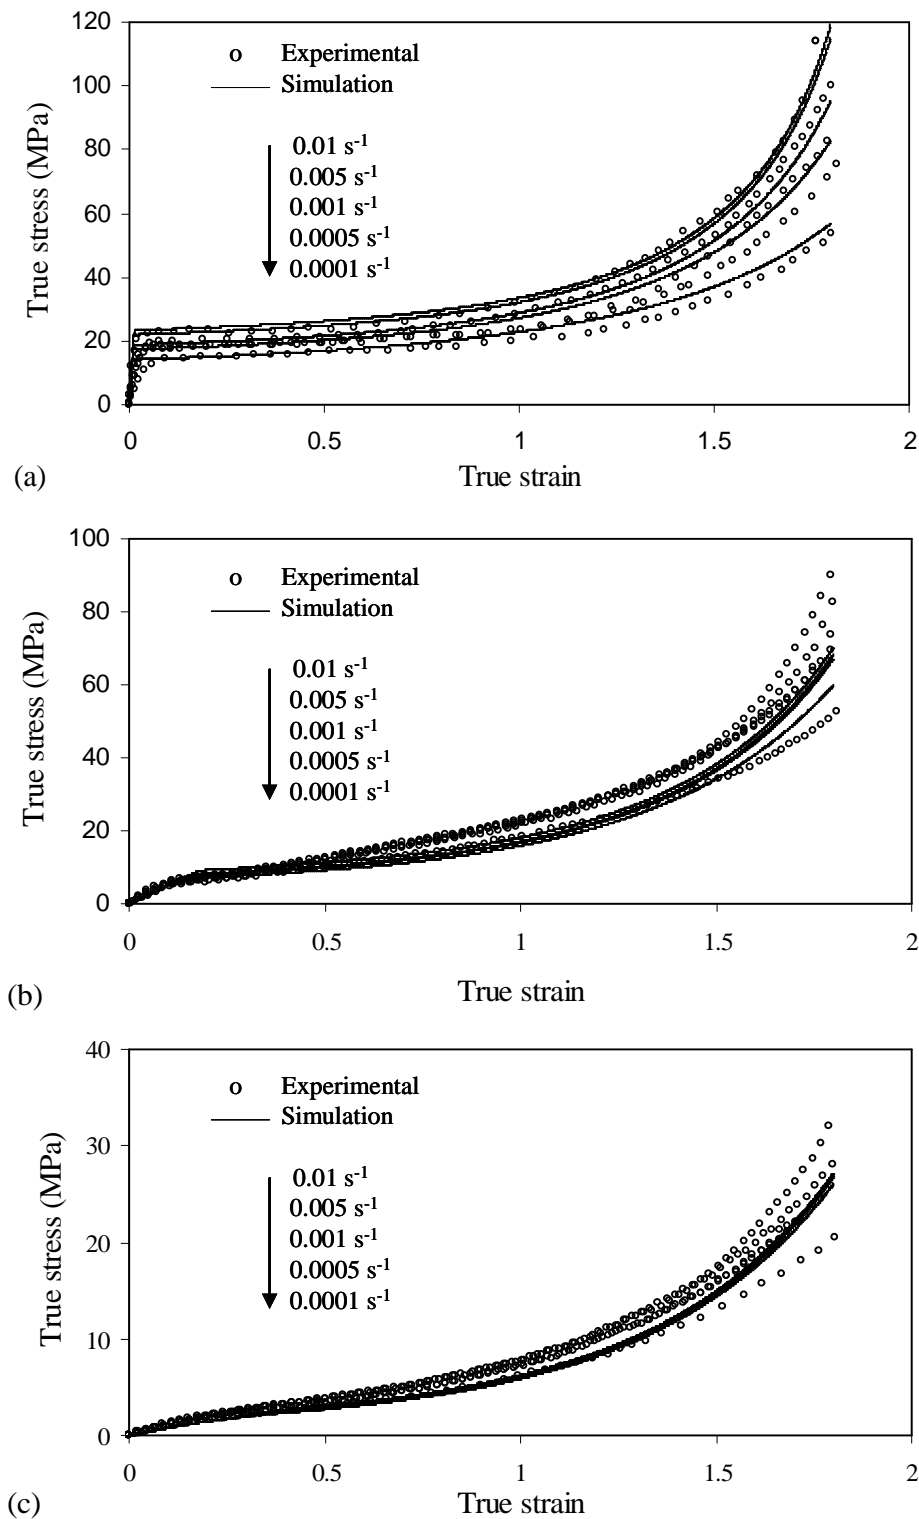 120
100
80
60
40
20
0
True stress (MPa)
o Experimental
Simulation
0.01 s-1
0.005 s-1
0.001 s-1
0.0005 s-1
0.0001 s-1
0 0.5 1 1.5 2
True strain
(a)
100
80
60
40
20
0
True stress (MPa)
o Experimental
Simulation
0.01 s-1
0.005 s-1
0.001 s-1
0.0005 s-1
0.0001 s-1
0 0.5 1 1.5 2
True strain
(b)
40
30
20
10
0
True stress (MPa)
o Experimental
Simulation
0.01 s-1
0.005 s-1
0.001 s-1
0.0005 s-1
0.0001 s-1
0 0.5 1 1.5 2
True strain
(c)